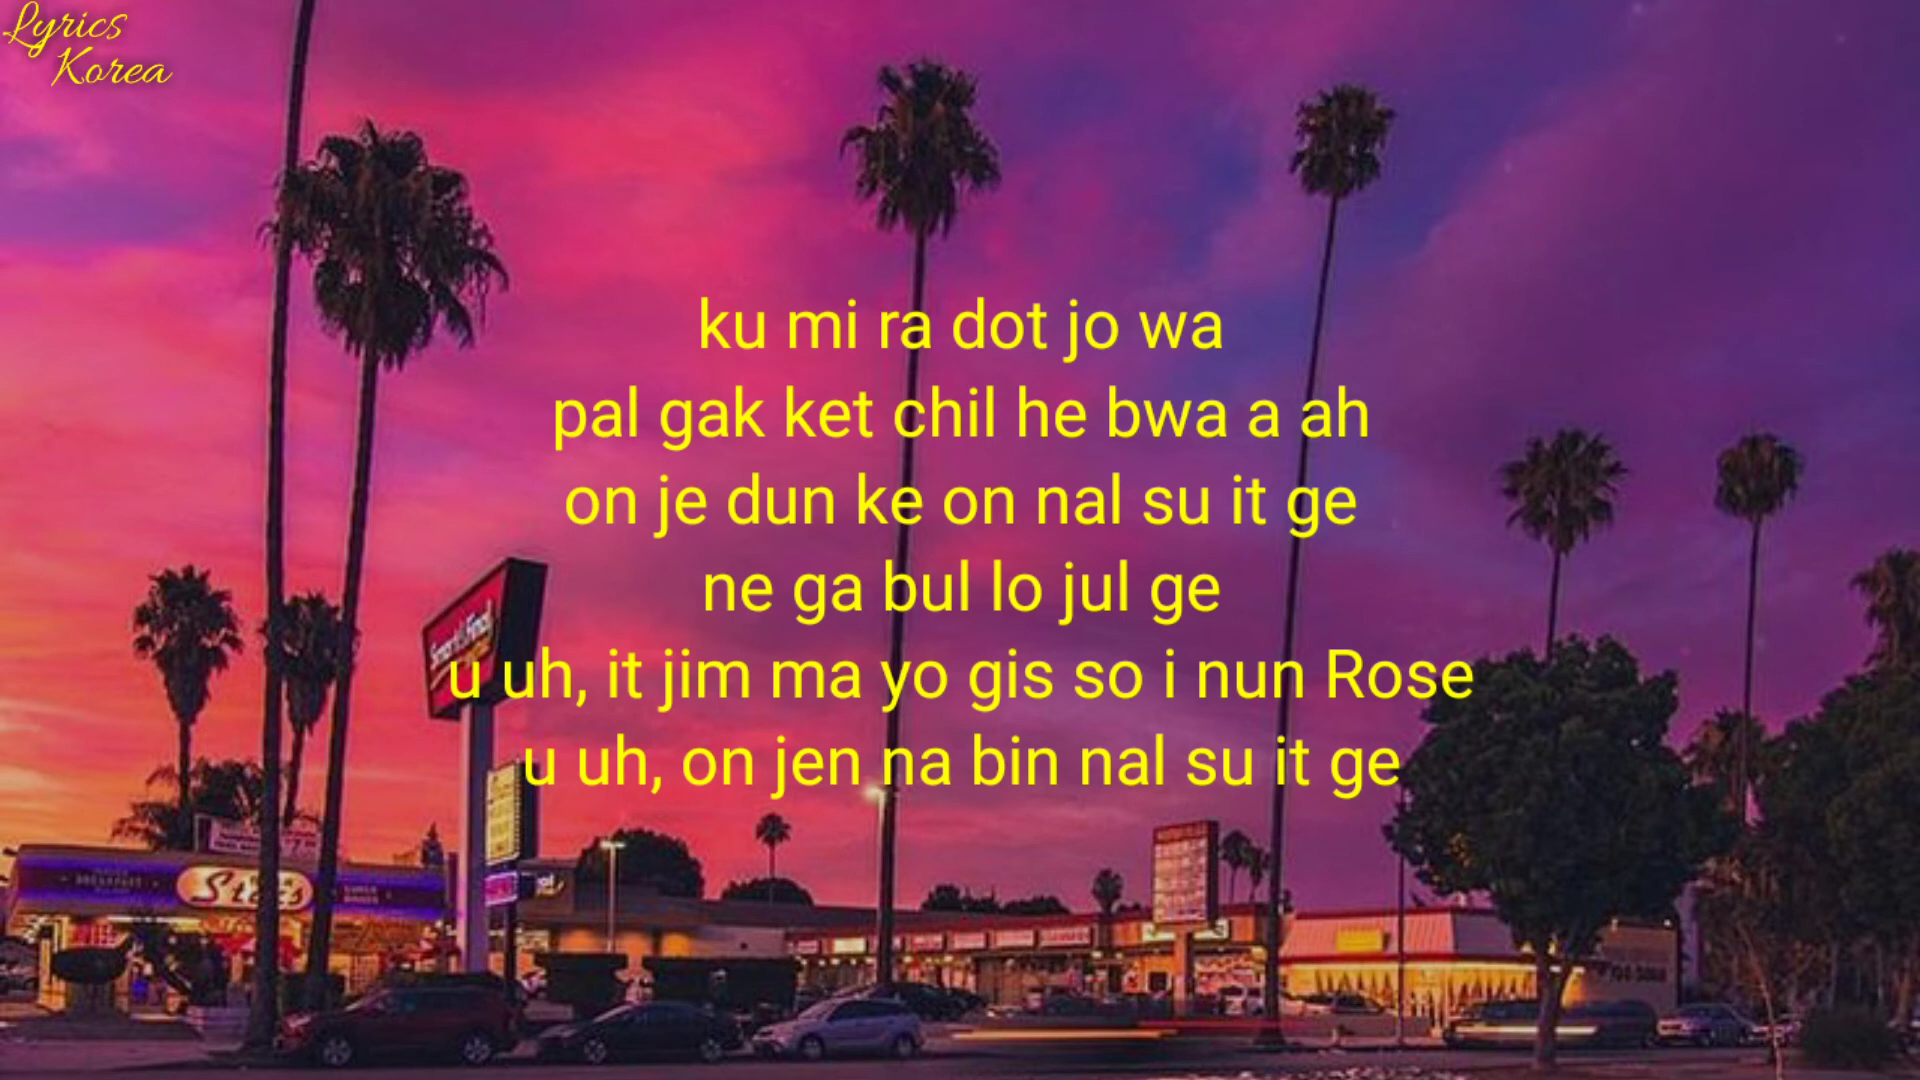 Lyrics
Korea
ku mi ra dot jo wa
pal gak ket chil he bwa a ah
on je dun ke on nal su it ge
ne ga bul lo jul ge
u uh, it jim ma yo gis so i nun Rose
u uh, on jen na bin nal su it ge
Smart&Final